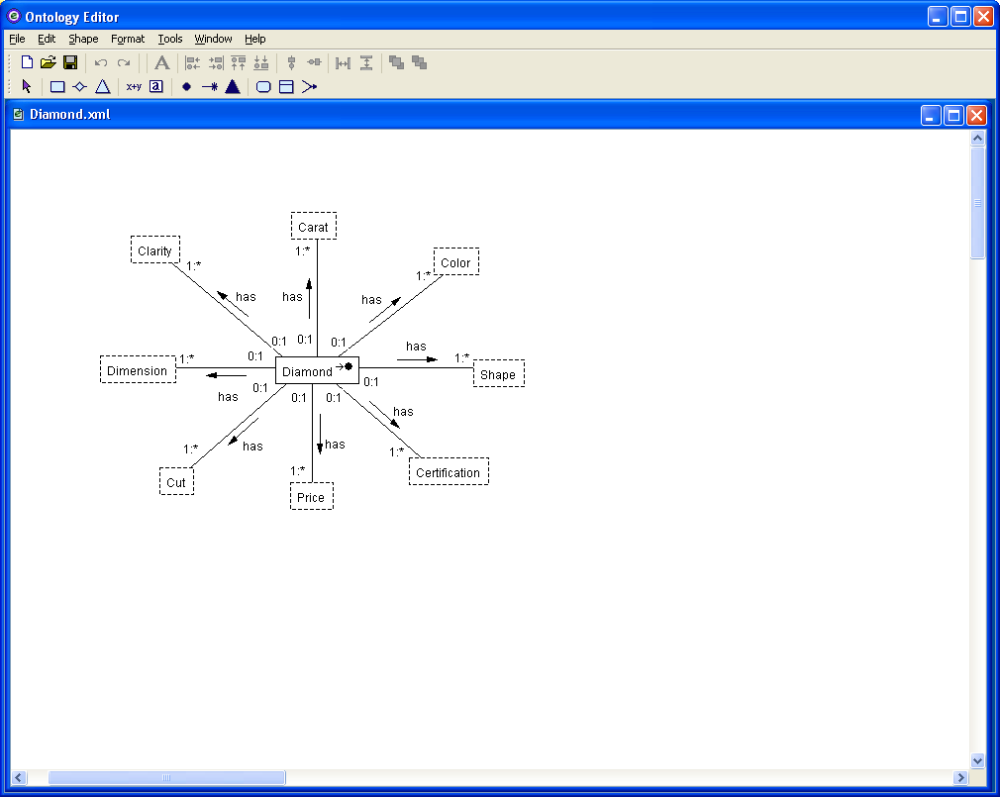 Ontology Editor
File Edit Shape Format Tools Window Help
A
x+y a
Diamond.xml
Carat
Clarity
1:*
1:*
Color
1:*
has
has
has
0:1
0:1
0:1
has
0:1
1:*
1:*
Dimension
Diamond
Shape
0:1
0:1
has
0:1
0:1
has
has
has
1:*
1:*
1:*
Cut
Certification
Price